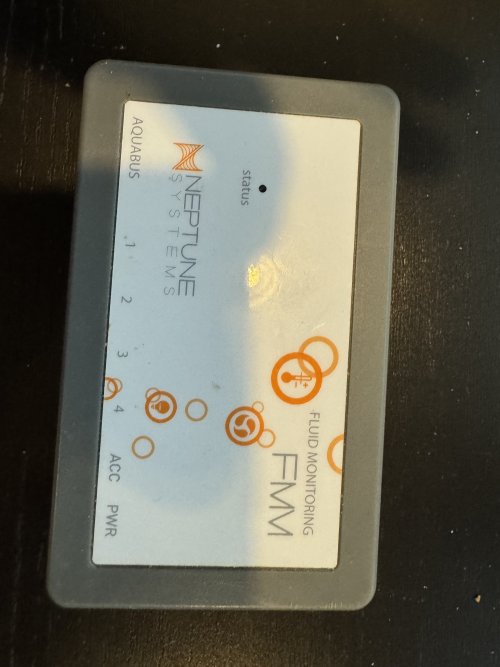 FLUID MONITORING
FMM
status
NEPTUNE
SYSTEMS
AQUABUS
1
2
3
4
ACC
PWR